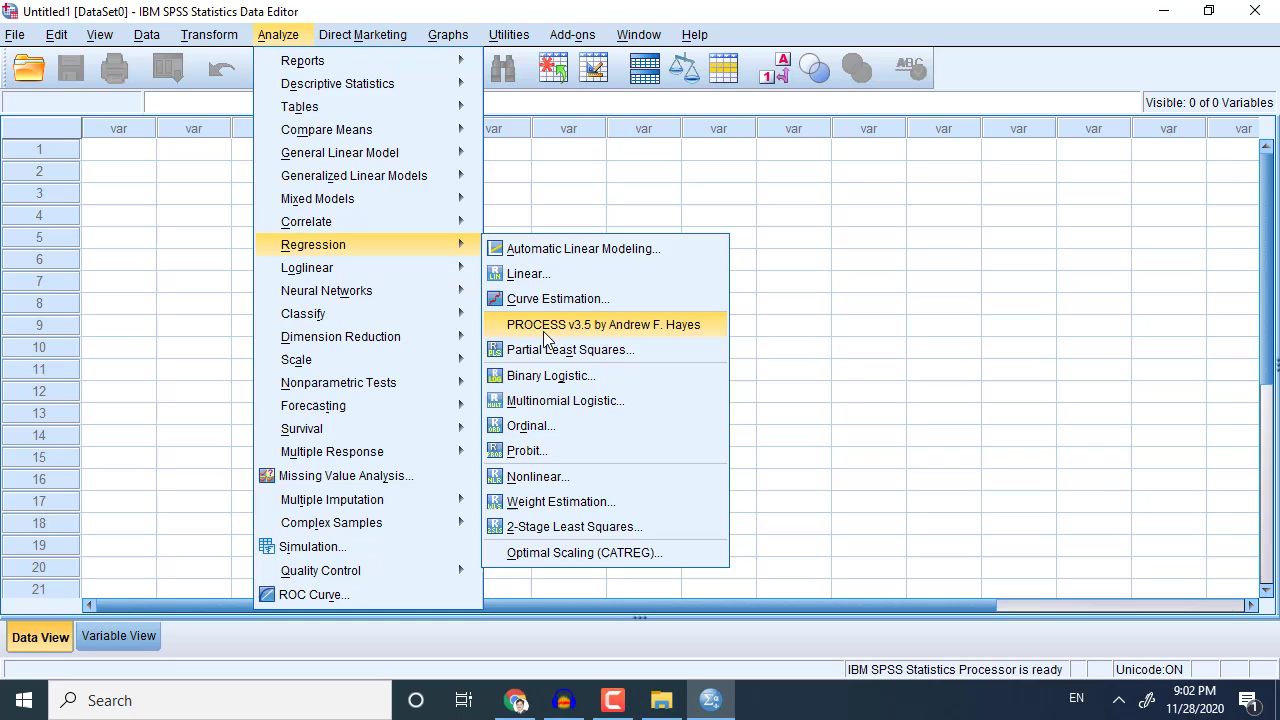 Untitled1 [DataSet0] - IBM SPSS Statistics Data Editor
File Edit View Data Transform Analyze Direct Marketing Graphs Utilities Add-ons Window Help
Visible: 0 of 0 Variables
var var var var var var var var var var var var var
1
2
3
4
5
6
7
8
9
10
11
12
13
14
15
16
17
18
19
20
21
Reports
Descriptive Statistics
Tables
Compare Means
General Linear Model
Generalized Linear Models
Mixed Models
Correlate
Regression
Loglinear
Neural Networks
Classify
Dimension Reduction
Scale
Nonparametric Tests
Forecasting
Survival
Multiple Response
Missing Value Analysis...
Multiple Imputation
Complex Samples
Simulation...
Quality Control
ROC Curve...
Automatic Linear Modeling...
Linear...
Curve Estimation...
PROCESS v3.5 by Andrew F. Hayes
Partial Least Squares...
Binary Logistic...
Multinomial Logistic...
Ordinal...
Probit...
Nonlinear...
Weight Estimation...
2-Stage Least Squares...
Optimal Scaling (CATREG)...
Data View Variable View
IBM SPSS Statistics Processor is ready Unicode:ON
Search
EN
9:02 PM
11/28/2020
1